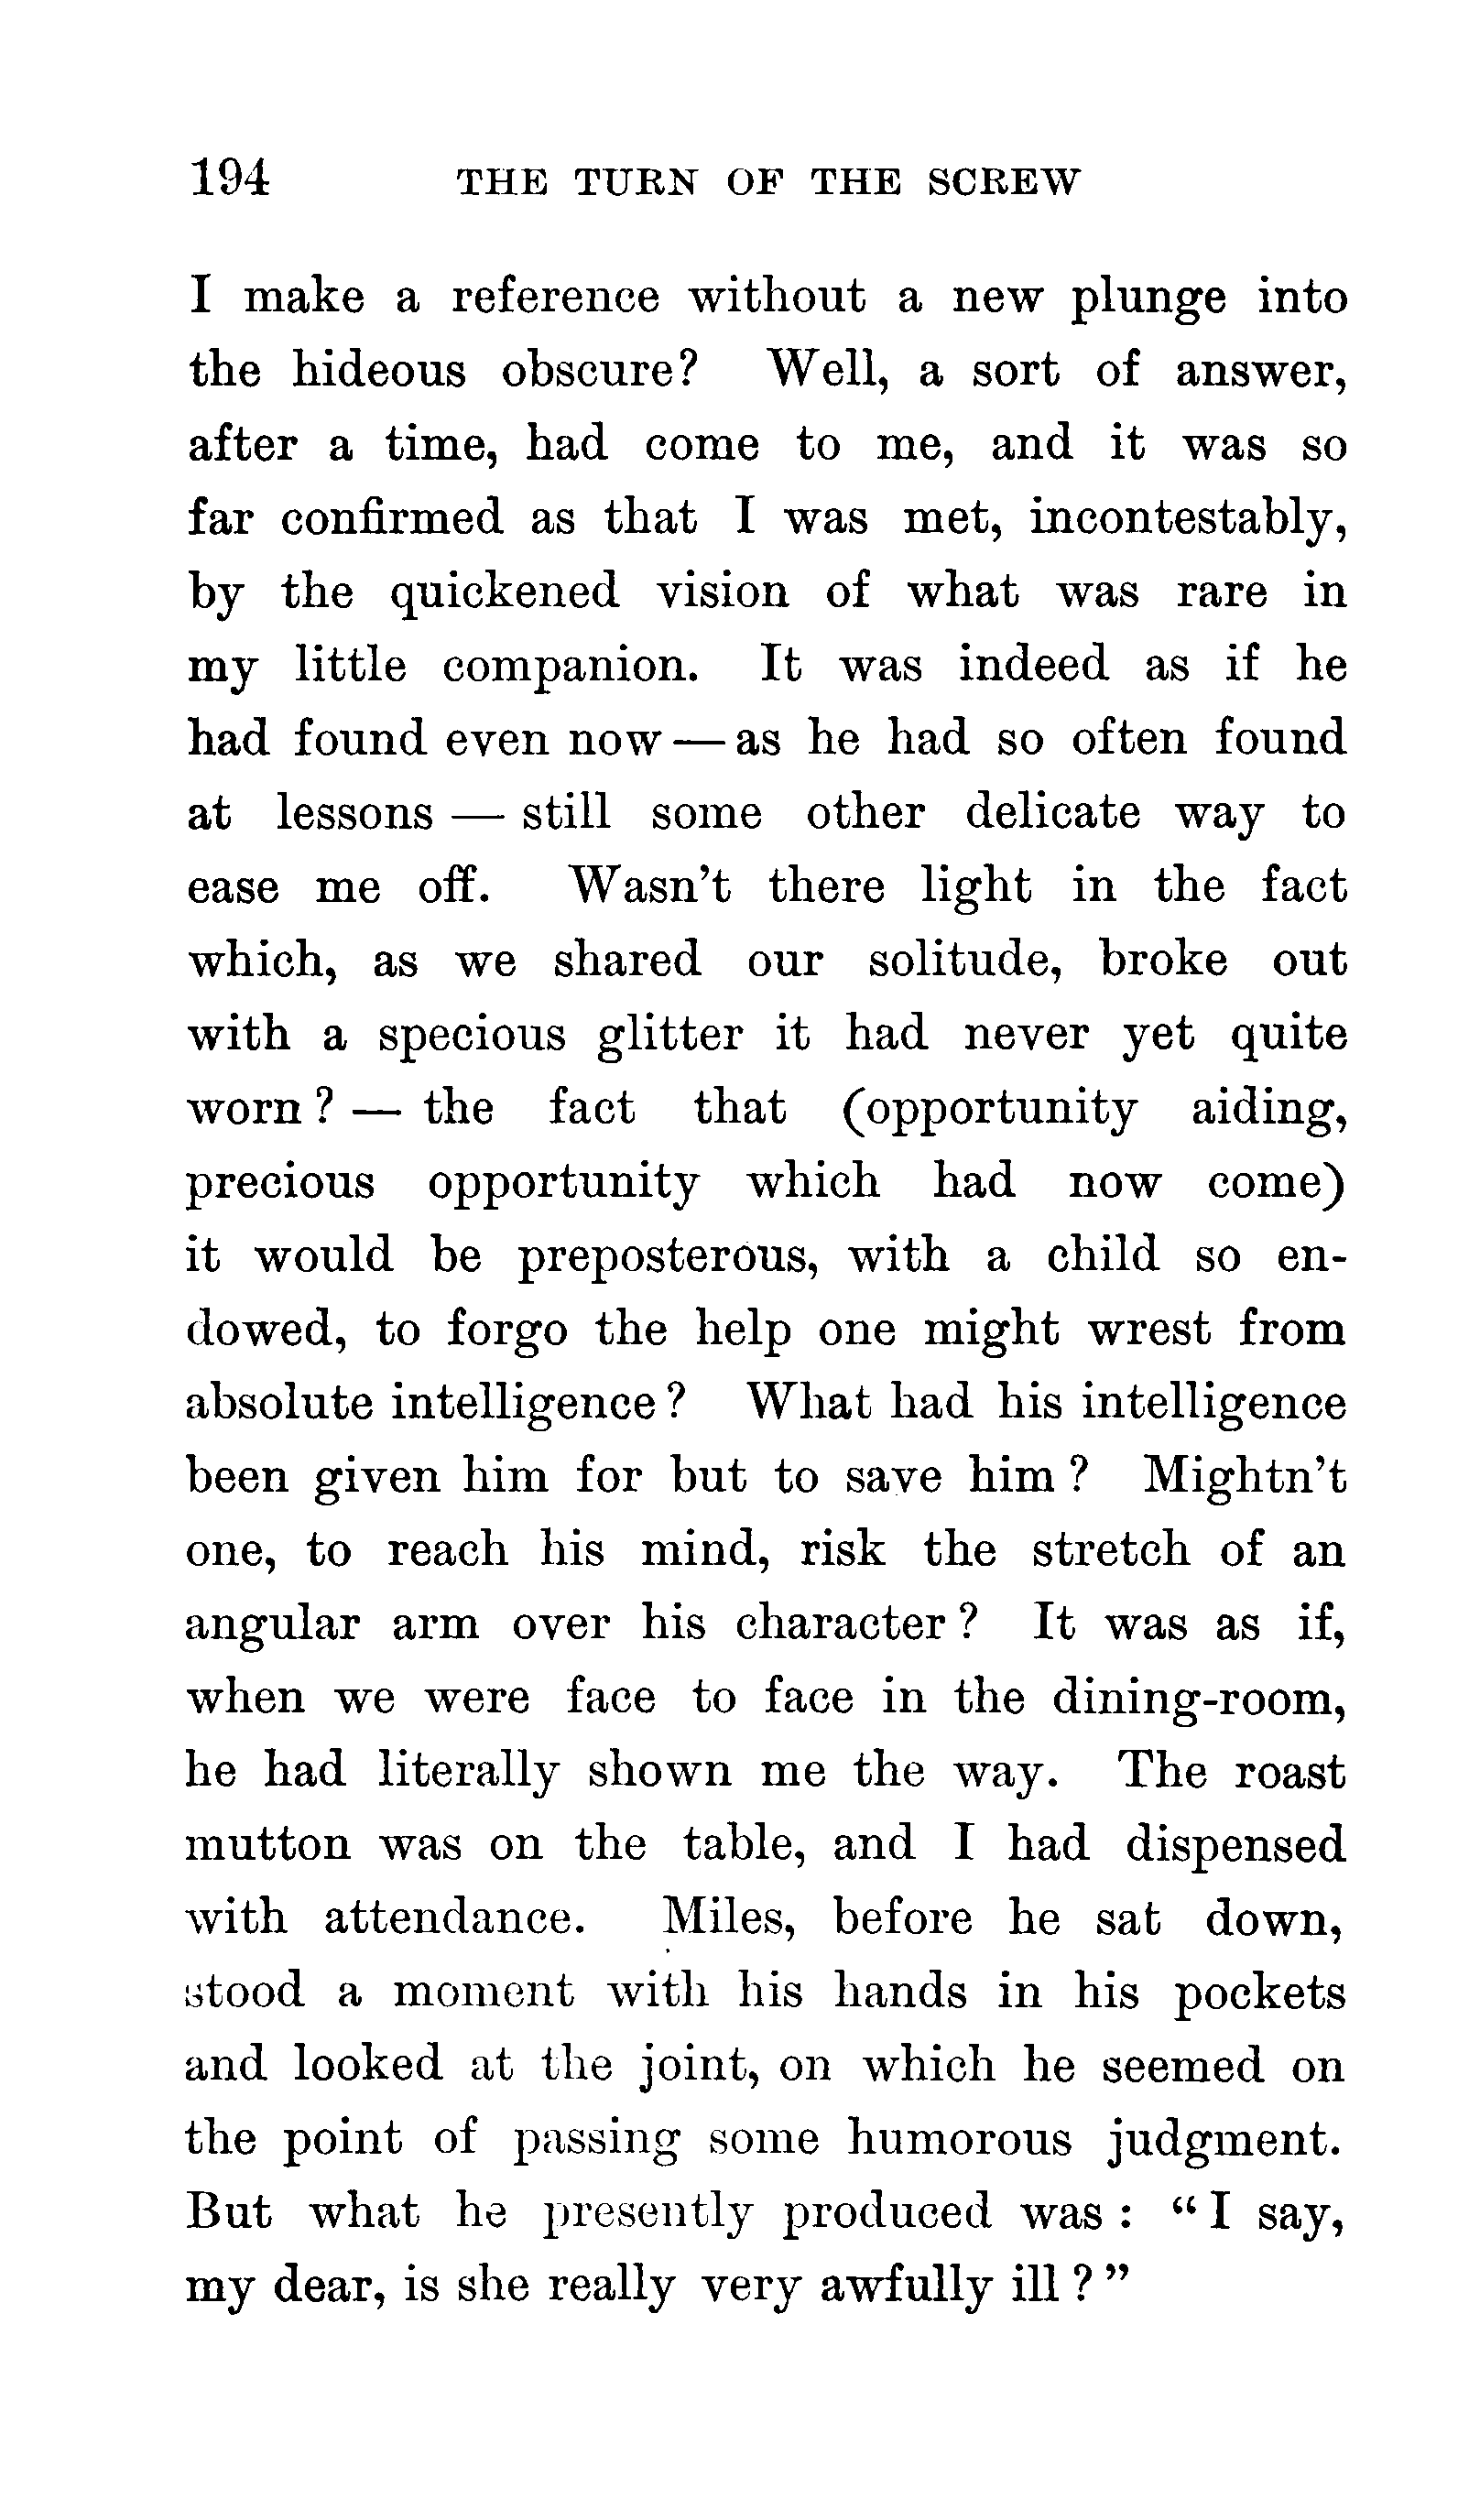 194 THE TURN OF THE SCREW
I make a reference without a new plunge into
the hideous obscure? Well, a sort of answer,
after a time, had come to me, and it was so
far confirmed as that I was met, incontestably,
by the quickened vision of what was rare in
my little companion. It was indeed as if he
had found even now — as he had so often found
at lessons — still some other delicate way to
ease me off. Wasn't there light in the fact
which, as we shared our solitude, broke out
with a specious glitter it had never yet quite
worn? — the fact that (opportunity aiding,
precious opportunity which had now come)
it would be preposterous, with a child so en-
dowed, to forgo the help one might wrest from
absolute intelligence? What had his intelligence
been given him for but to save him? Mightn't
one, to reach his mind, risk the stretch of an
angular arm over his character? It was as if,
when we were face to face in the dining-room,
he had literally shown me the way. The roast
mutton was on the table, and I had dispensed
with attendance. Miles, before he sat down,
stood a moment with his hands in his pockets
and looked at the joint, on which he seemed on
the point of passing some humorous judgment.
But what he presently produced was: "I say,
my dear, is she really very awfully ill?"